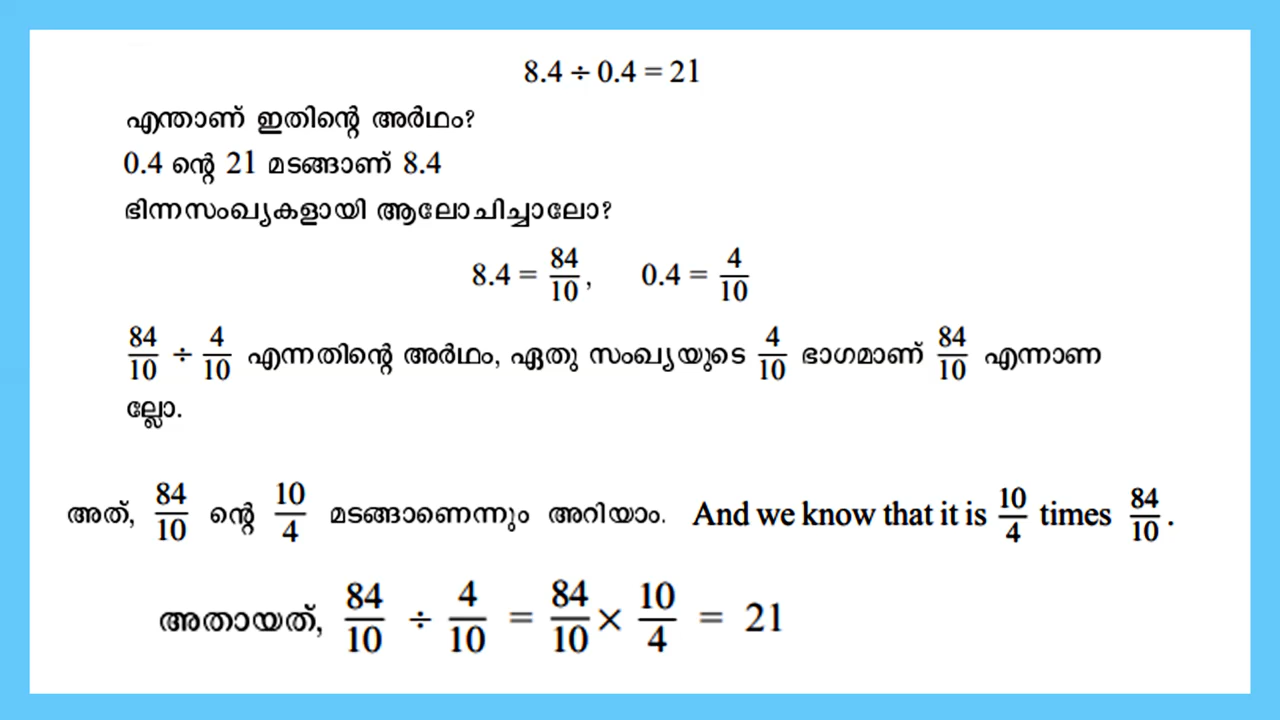 8.4 ÷ 0.4 = 21
എന്താണ് ഇതിന്റെ അർഥം?
0.4 ന്റെ 21 മടങ്ങാണ് 8.4
ഭിന്നസംഖ്യകളായി ആലോചിച്ചാലോ?
8.4 = 84/10, 0.4 = 4/10
84/10 ÷ 4/10 എന്നതിന്റെ അർഥം, ഏതു സംഖ്യയുടെ 4/10 ഭാഗമാണ് 84/10 എന്നാണ
ല്ലോ.
അത്, 84/10 ന്റെ 10/4 മടങ്ങാണെന്നും അറിയാം. And we know that it is 10/4 times 84/10.
അതായത്, 84/10 ÷ 4/10 = 84/10 × 10/4 = 21